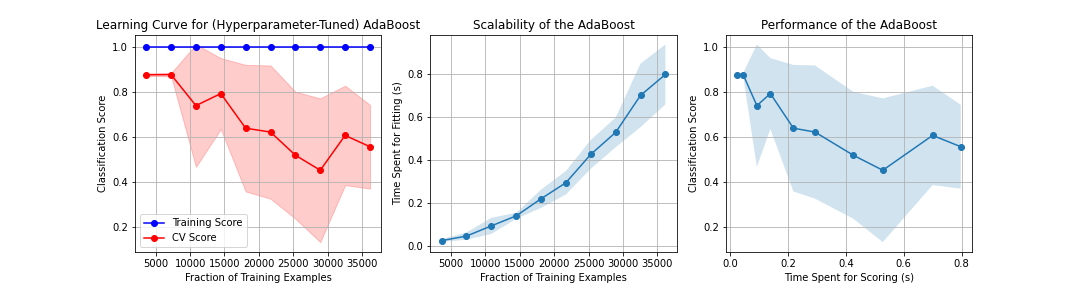 Learning Curve for (Hyperparameter-Tuned) AdaBoost
Classification Score
1.0
0.8
0.6
0.4
0.2
Training Score
CV Score
5000 10000 15000 20000 25000 30000 35000
Fraction of Training Examples
Scalability of the AdaBoost
Time Spent for Fitting (s)
0.8
0.6
0.4
0.2
0.0
5000 10000 15000 20000 25000 30000 35000
Fraction of Training Examples
Performance of the AdaBoost
Classification Score
1.0
0.8
0.6
0.4
0.2
0.0 0.2 0.4 0.6 0.8
Time Spent for Scoring (s)